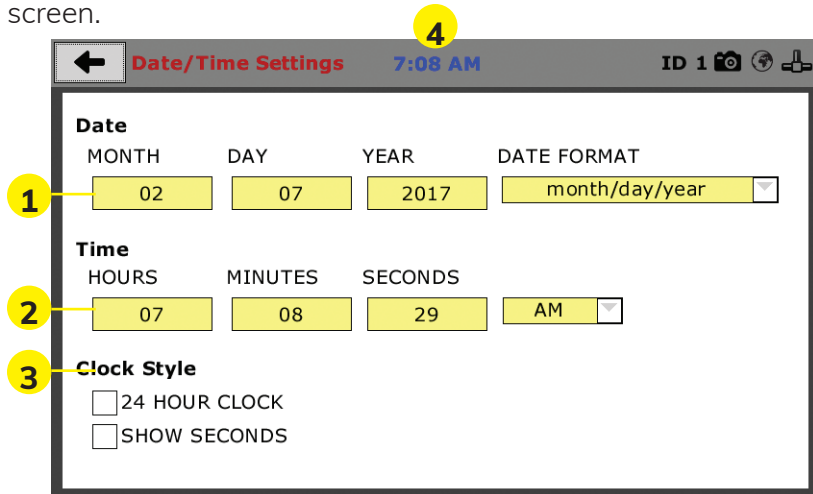 screen.
4
Date/Time Settings 7:08 AM ID 1
Date
MONTH DAY YEAR DATE FORMAT
1 02 07 2017 month/day/year
Time
HOURS MINUTES SECONDS
2 07 08 29 AM
3 Clock Style
24 HOUR CLOCK
SHOW SECONDS